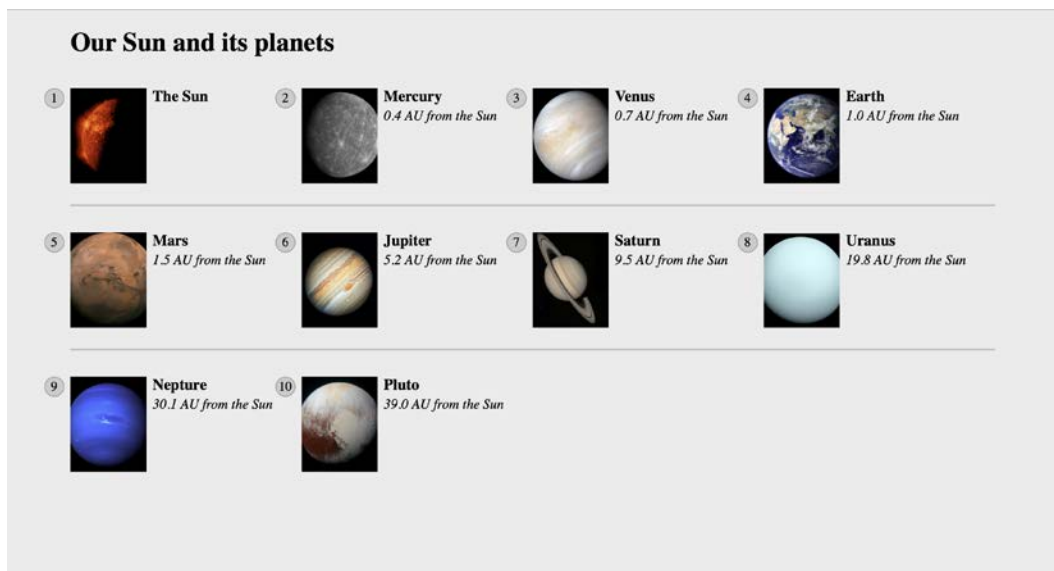 Our Sun and its planets
1
The Sun
2
Mercury
0.4 AU from the Sun
3
Venus
0.7 AU from the Sun
4
Earth
1.0 AU from the Sun
5
Mars
1.5 AU from the Sun
6
Jupiter
5.2 AU from the Sun
7
Saturn
9.5 AU from the Sun
8
Uranus
19.8 AU from the Sun
9
Nepture
30.1 AU from the Sun
10
Pluto
39.0 AU from the Sun